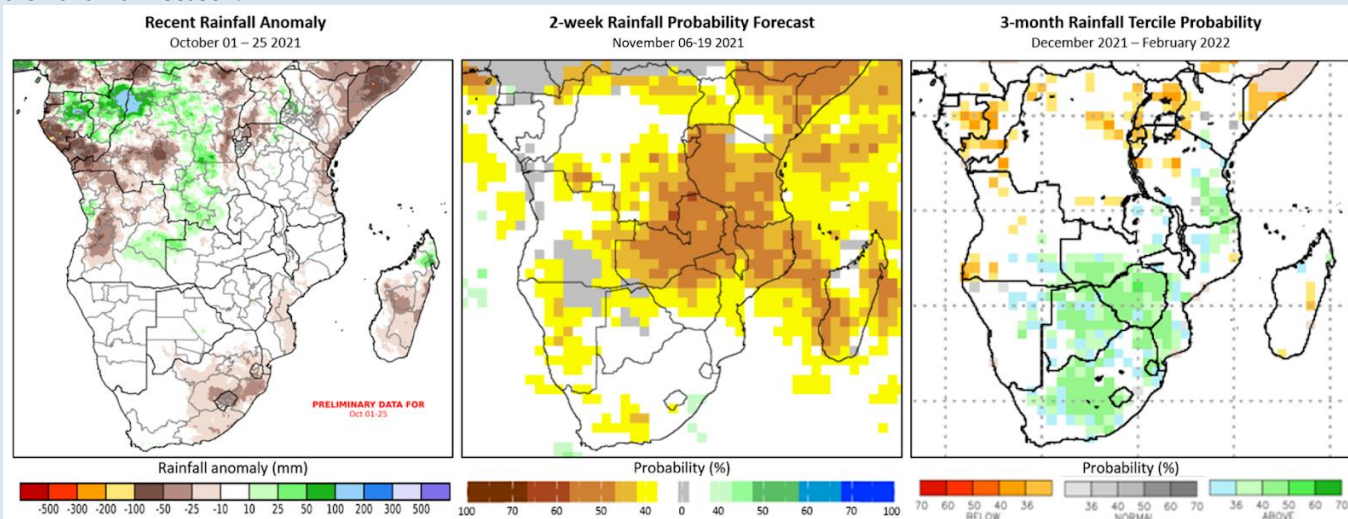 Recent Rainfall Anomaly
October 01 – 25 2021
PRELIMINARY DATA FOR
Oct 01-25
Rainfall anomaly (mm)
-500 -300 -200 -100 -50 -25 -10 10 25 50 100 200 300 500
2-week Rainfall Probability Forecast
November 06-19 2021
Probability (%)
100 70 60 50 40 0 40 50 60 70 100
3-month Rainfall Tercile Probability
December 2021 – February 2022
Probability (%)
70 60 50 40 36 36 40 50 60 70 36 40 50 60 70
BELOW NORMAL ABOVE